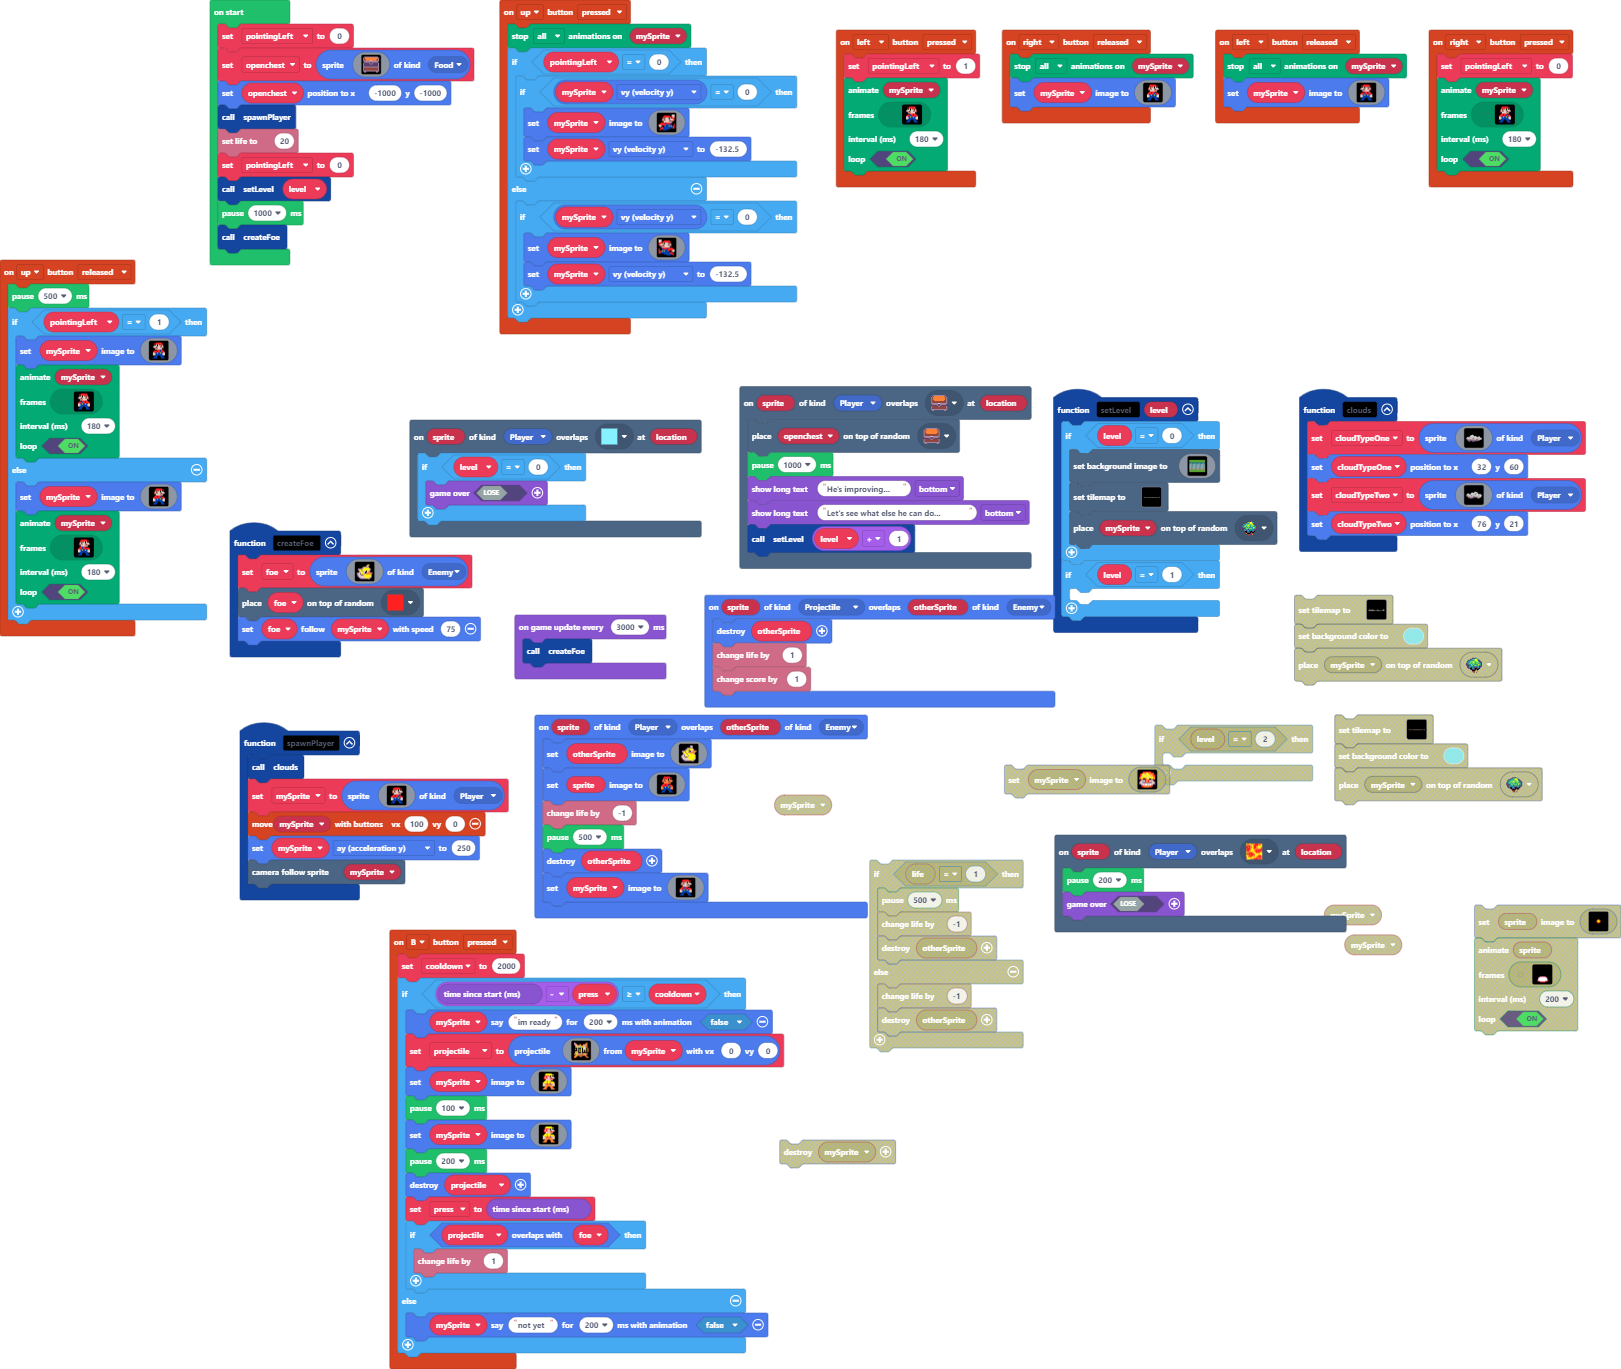 on start
set pointingLeft to 0
set openchest to sprite of kind Food
set openchest position to x -1000 y -1000
call spawnPlayer
set life to 20
set pointingLeft to 0
call setLevel level
pause 1000 ms
call createFoe
on up button pressed
stop all animations on mySprite
if pointingLeft = 0 then
if mySprite vy (velocity y) = 0 then
set mySprite image to
set mySprite vy (velocity y) to -132.5
else
if mySprite vy (velocity y) = 0 then
set mySprite image to
set mySprite vy (velocity y) to -132.5
on left button pressed
set pointingLeft to 1
animate mySprite
frames
interval (ms) 180
loop ON
on right button released
stop all animations on mySprite
set mySprite image to
on left button released
stop all animations on mySprite
set mySprite image to
on right button pressed
set pointingLeft to 0
animate mySprite
frames
interval (ms) 180
loop ON
on up button released
pause 500 ms
if pointingLeft = 1 then
set mySprite image to
animate mySprite
frames
interval (ms) 180
loop ON
else
set mySprite image to
animate mySprite
frames
interval (ms) 180
loop ON
on sprite of kind Player overlaps at location
if level = 0 then
game over LOSE
on sprite of kind Player overlaps at location
place openchest on top of random
pause 1000 ms
show long text "He's improving..." bottom
show long text "Let's see what else he can do..." bottom
call setLevel level + 1
function setLevel level
if level = 0 then
set background image to
set tilemap to
place mySprite on top of random
if level = 1 then
function clouds
set cloudTypeOne to sprite of kind Player
set cloudTypeOne position to x 32 y 60
set cloudTypeTwo to sprite of kind Player
set cloudTypeTwo position to x 76 y 21
function createFoe
set foe to sprite of kind Enemy
place foe on top of random
set foe follow mySprite with speed 75
on game update every 3000 ms
call createFoe
on sprite of kind Projectile overlaps otherSprite of kind Enemy
destroy otherSprite
change life by 1
change score by 1
set tilemap to
set background color to
place mySprite on top of random
function spawnPlayer
call clouds
set mySprite to sprite of kind Player
move mySprite with buttons vx 100 vy 0
set mySprite ay (acceleration y) to 250
camera follow sprite mySprite
on sprite of kind Player overlaps otherSprite of kind Enemy
set otherSprite image to
set sprite image to
change life by -1
pause 500 ms
destroy otherSprite
set mySprite image to
mySprite
if level = 2 then
set mySprite image to
set tilemap to
set background color to
place mySprite on top of random
if life = 1 then
pause 500 ms
change life by -1
destroy otherSprite
else
change life by -1
destroy otherSprite
on sprite of kind Player overlaps at location
pause 200 ms
game over LOSE
mySprite
set sprite image to
animate sprite
frames
interval (ms) 200
loop ON
on B button pressed
set cooldown to 2000
if time since start (ms) - press ≥ cooldown then
mySprite say "im ready" for 200 ms with animation false
set projectile to projectile from mySprite with vx 0 vy 0
set mySprite image to
pause 100 ms
set mySprite image to
pause 200 ms
destroy projectile
set press to time since start (ms)
if projectile overlaps with foe then
change life by 1
else
mySprite say "not yet" for 200 ms with animation false
destroy mySprite